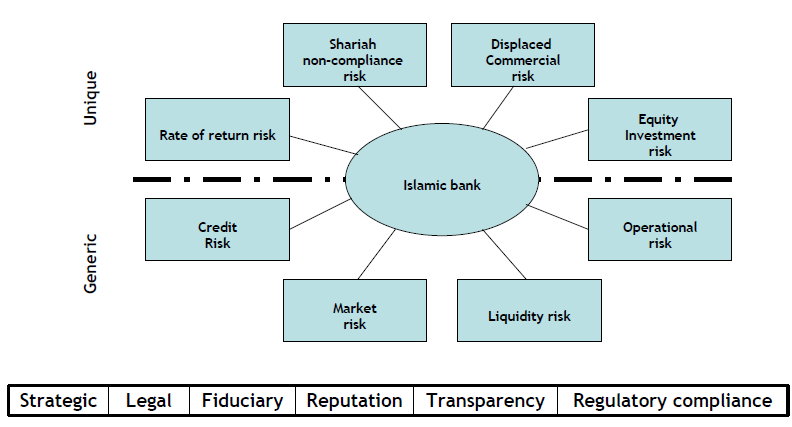 Unique
Shariah
non-compliance
risk
Displaced
Commercial
risk
Rate of return risk
Equity
Investment
risk
Islamic bank
Generic
Credit
Risk
Operational
risk
Market
risk
Liquidity risk
Strategic
Legal
Fiduciary
Reputation
Transparency
Regulatory compliance